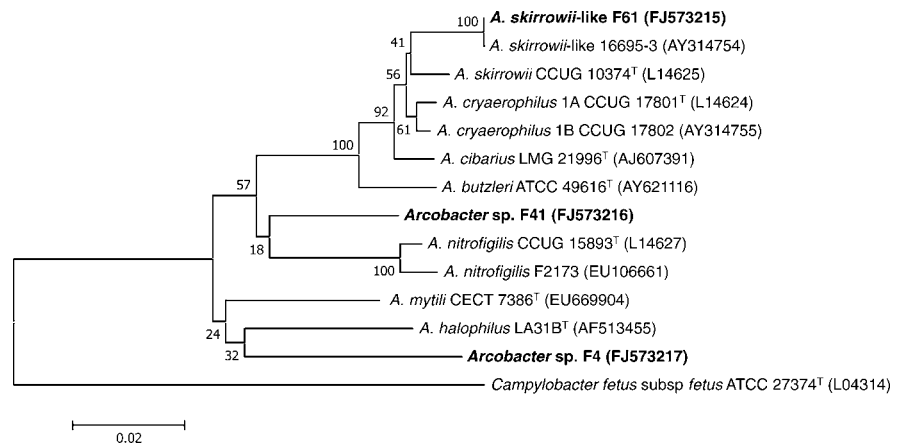 100
A. skirrowii-like F61 (FJ573215)
41
A. skirrowii-like 16695-3 (AY314754)
56
A. skirrowii CCUG 10374ᵀ (L14625)
A. cryaerophilus 1A CCUG 17801ᵀ (L14624)
92
61
A. cryaerophilus 1B CCUG 17802 (AY314755)
100
A. cibarius LMG 21996ᵀ (AJ607391)
57
A. butzleri ATCC 49616ᵀ (AY621116)
Arcobacter sp. F41 (FJ573216)
18
A. nitrofigilis CCUG 15893ᵀ (L14627)
100
A. nitrofigilis F2173 (EU106661)
A. mytili CECT 7386ᵀ (EU669904)
24
A. halophilus LA31Bᵀ (AF513455)
32
Arcobacter sp. F4 (FJ573217)
Campylobacter fetus subsp fetus ATCC 27374ᵀ (L04314)
0.02